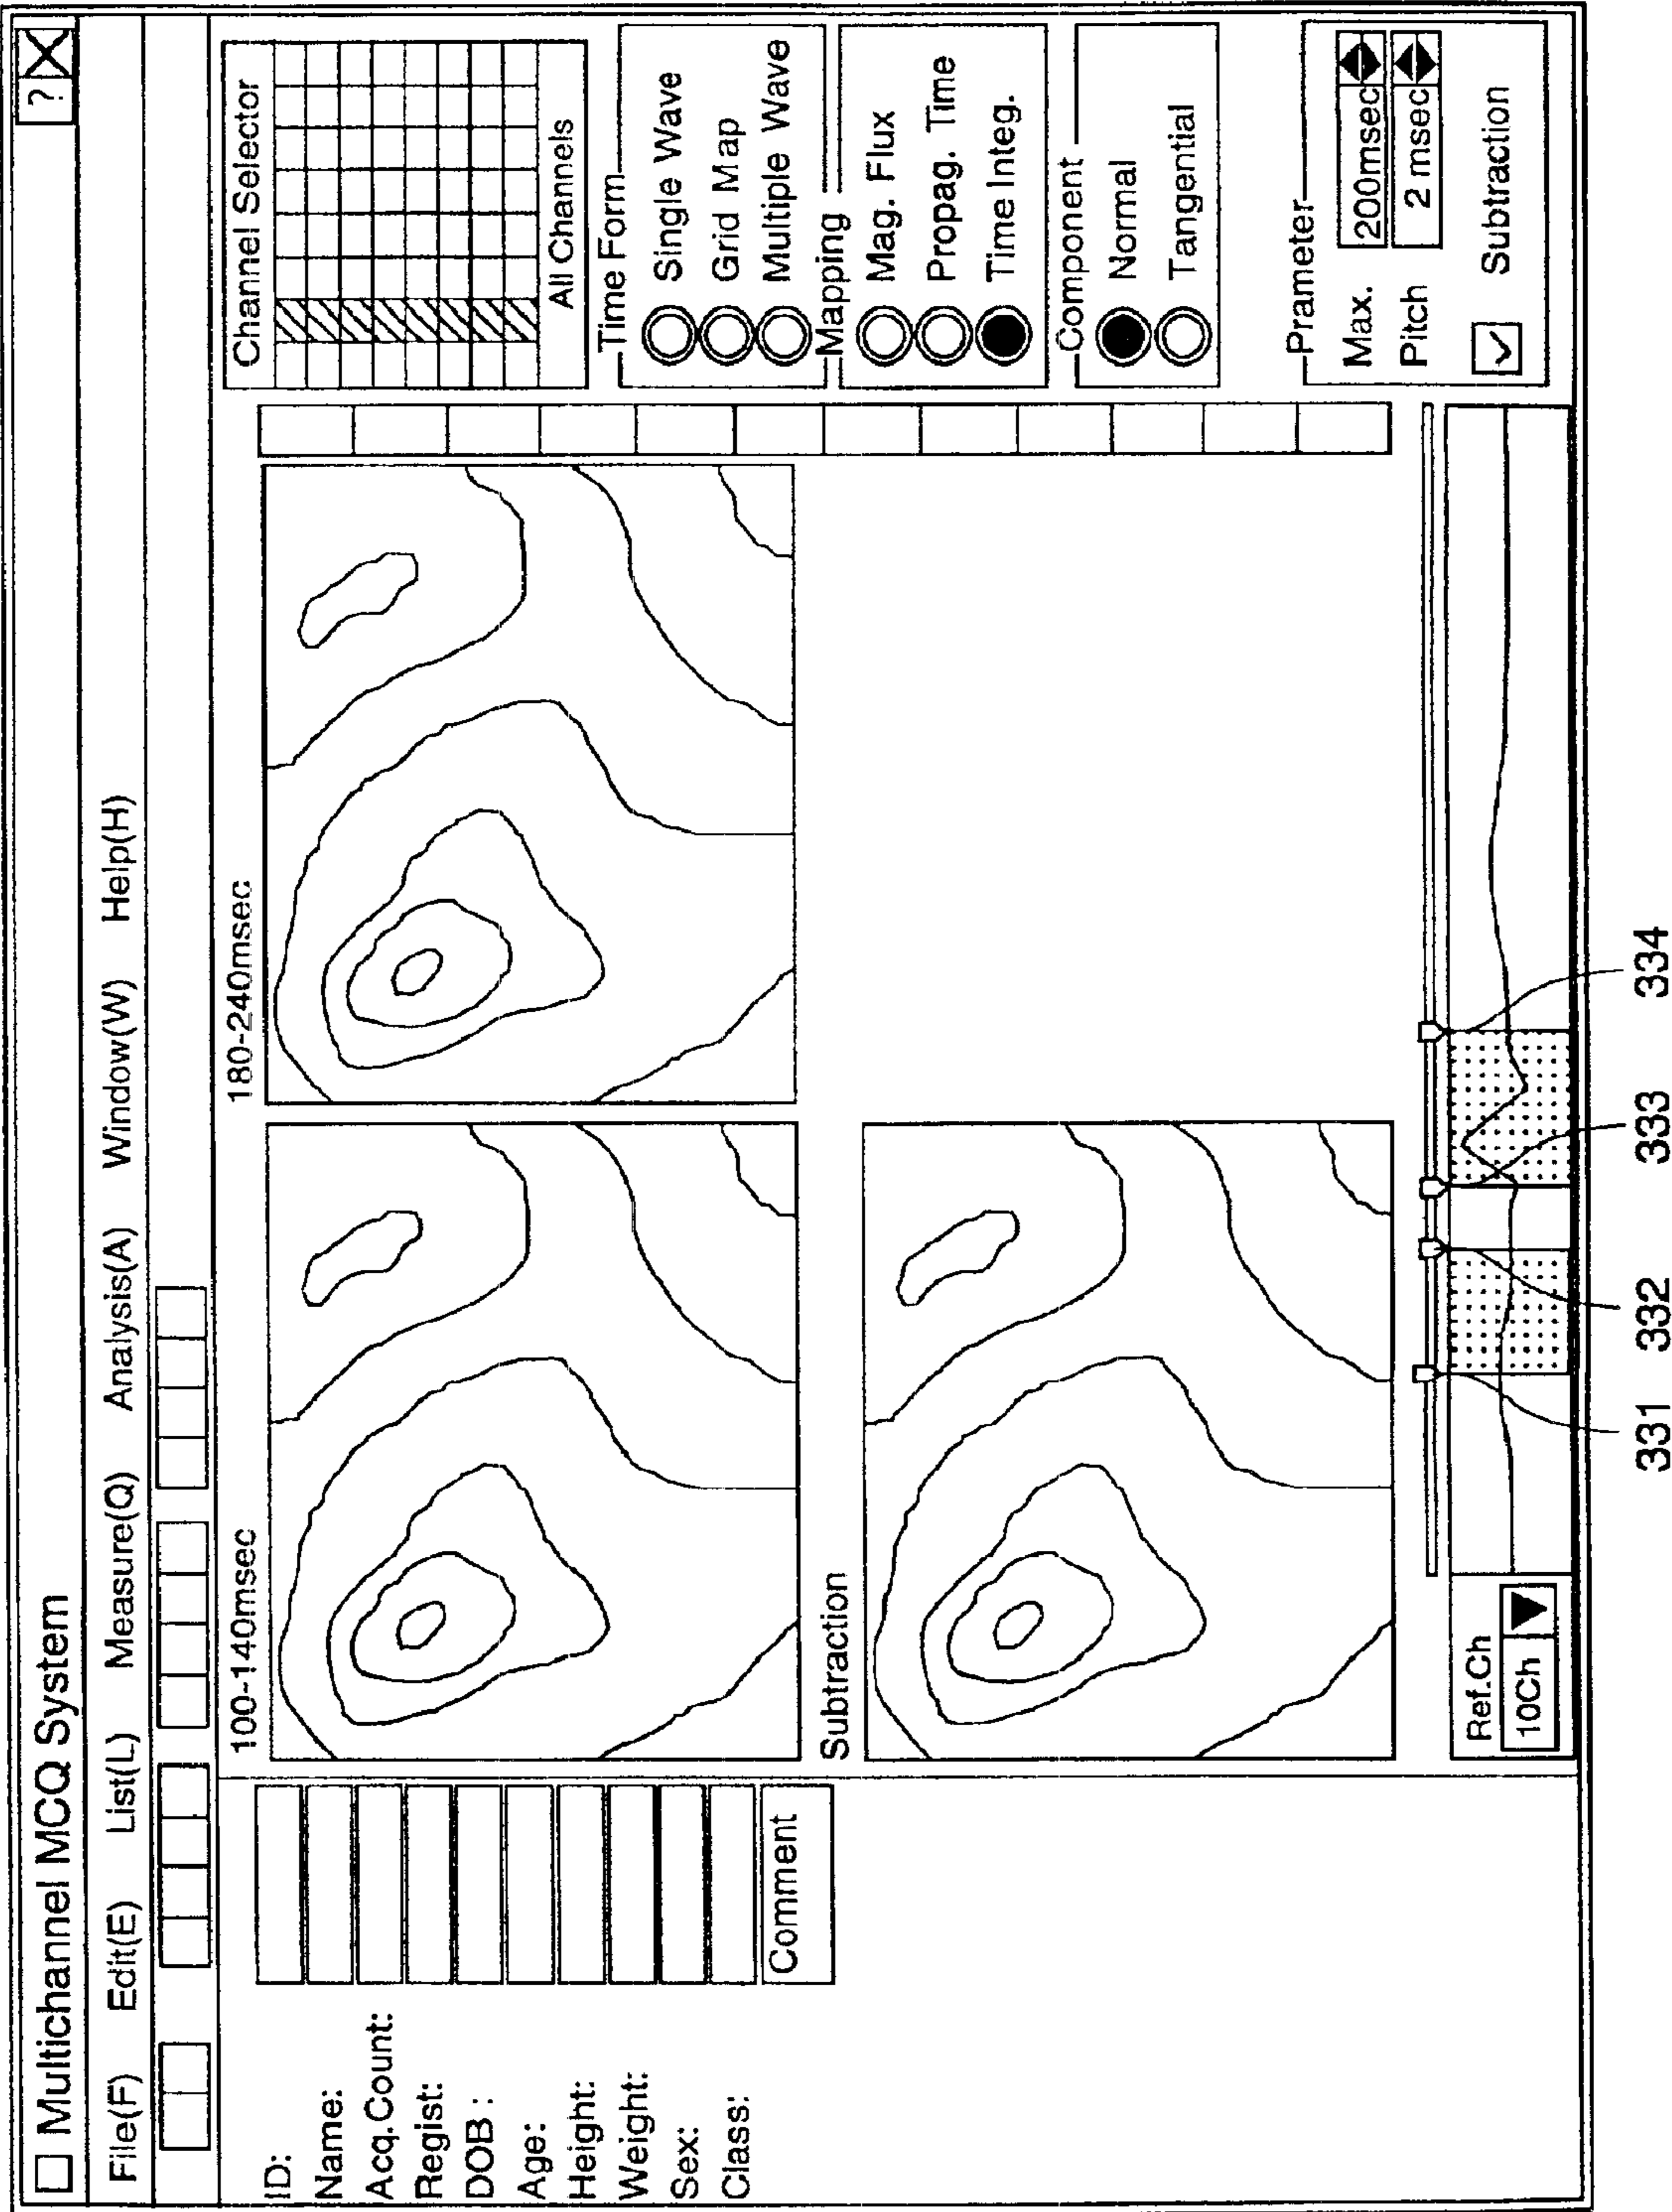 Multichannel MCQ System
?
File(F) Edit(E) List(L) Measure(Q) Analysis(A) Window(W) Help(H)
ID:
Name:
Acq.Count:
Regist:
DOB :
Age:
Height:
Weight:
Sex:
Class:
Comment
100-140msec
180-240msec
Subtraction
Channel Selector
All Channels
Time Form
Single Wave
Grid Map
Multiple Wave
Mapping
Mag. Flux
Propag. Time
Time Integ.
Component
Normal
Tangential
Prameter
Max. 200msec
Pitch 2 msec
Subtraction
Ref.Ch
10Ch
331 332 333 334